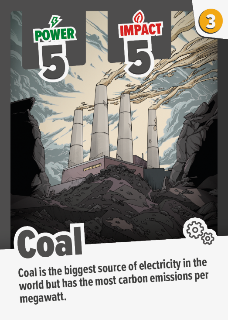 POWER
5
IMPACT
5
3
Coal
Coal is the biggest source of electricity in the
world but has the most carbon emissions per
megawatt.